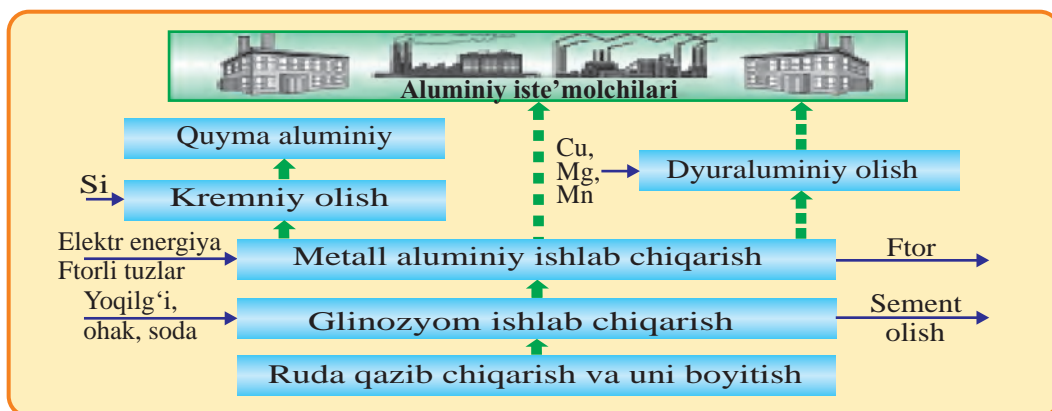 Aluminiy iste’molchilari
Quyma aluminiy
Si
Kremniy olish
Cu,
Mg,
Mn
Dyuraluminiy olish
Elektr energiya
Ftorli tuzlar
Metall aluminiy ishlab chiqarish
Ftor
Yoqilg‘i,
ohak, soda
Glinozyom ishlab chiqarish
Sement
olish
Ruda qazib chiqarish va uni boyitish